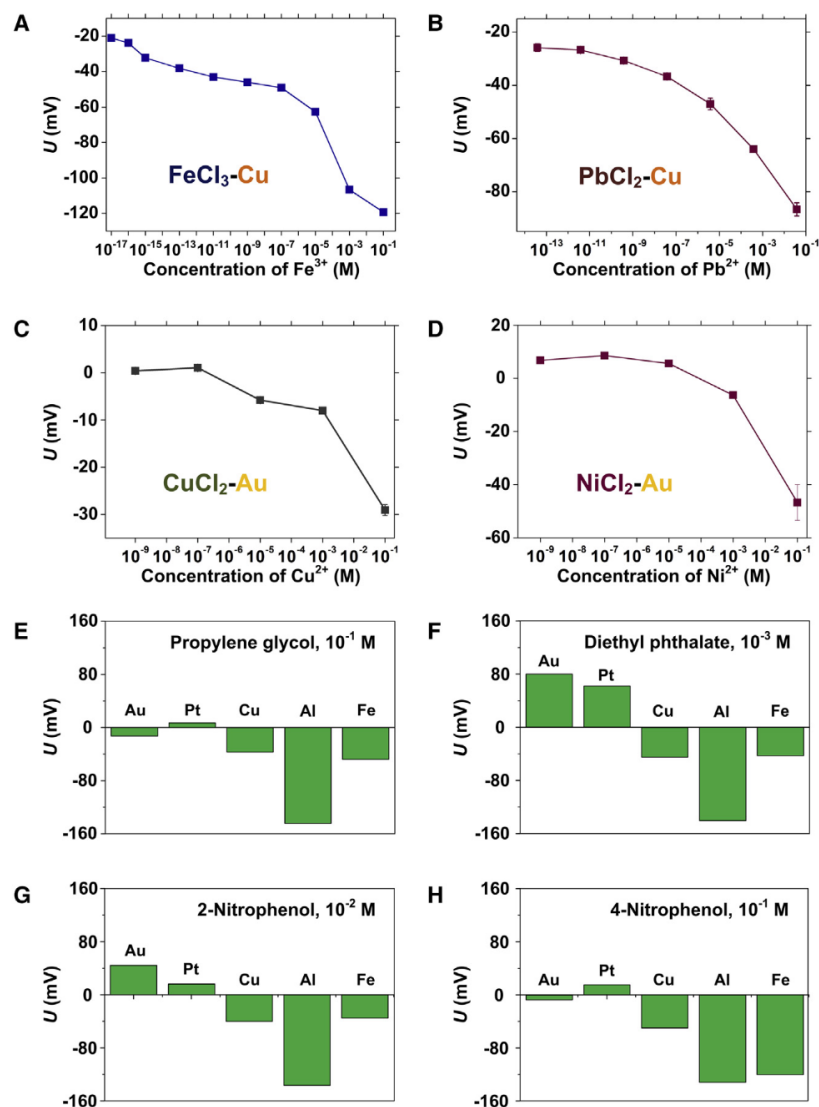 A
U (mV)
-20
-40
-60
-80
-100
-120
FeCl3-Cu
10^-17 10^-15 10^-13 10^-11 10^-9 10^-7 10^-5 10^-3 10^-1
Concentration of Fe^3+ (M)
B
U (mV)
-20
-40
-60
-80
PbCl2-Cu
10^-13 10^-11 10^-9 10^-7 10^-5 10^-3 10^-1
Concentration of Pb^2+ (M)
C
U (mV)
10
0
-10
-20
-30
CuCl2-Au
10^-9 10^-8 10^-7 10^-6 10^-5 10^-4 10^-3 10^-2 10^-1
Concentration of Cu^2+ (M)
D
U (mV)
20
0
-20
-40
-60
NiCl2-Au
10^-9 10^-8 10^-7 10^-6 10^-5 10^-4 10^-3 10^-2 10^-1
Concentration of Ni^2+ (M)
E
U (mV)
160
80
0
-80
-160
Propylene glycol, 10^-1 M
Au Pt Cu Al Fe
F
U (mV)
160
80
0
-80
-160
Diethyl phthalate, 10^-3 M
Au Pt Cu Al Fe
G
U (mV)
160
80
0
-80
-160
2-Nitrophenol, 10^-2 M
Au Pt Cu Al Fe
H
U (mV)
160
80
0
-80
-160
4-Nitrophenol, 10^-1 M
Au Pt Cu Al Fe